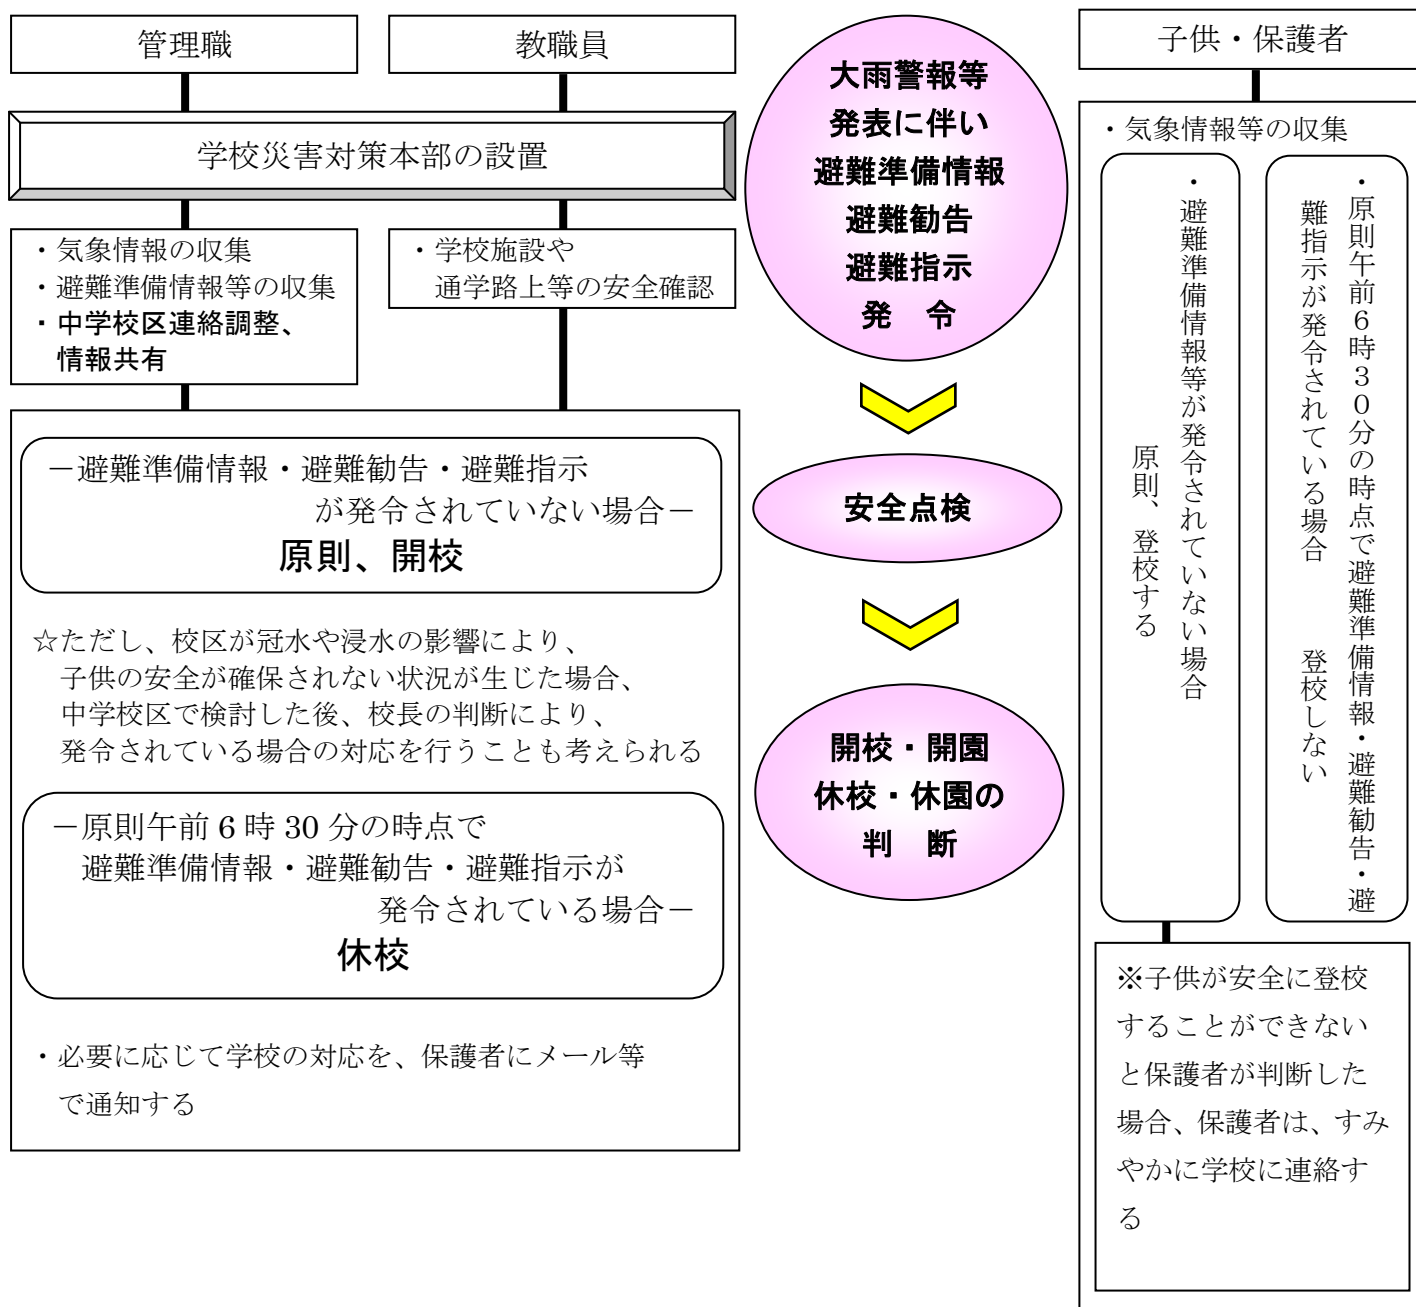 管理職
教職員
学校災害対策本部の設置
・気象情報の収集
・避難準備情報等の収集
・中学校区連絡調整、
情報共有
・学校施設や
通学路上等の安全確認
－避難準備情報・避難勧告・避難指示
が発令されていない場合－
原則、開校
☆ただし、校区が冠水や浸水の影響により、
子供の安全が確保されない状況が生じた場合、
中学校区で検討した後、校長の判断により、
発令されている場合の対応を行うことも考えられる
－原則午前 6 時 30 分の時点で
避難準備情報・避難勧告・避難指示が
発令されている場合－
休校
・必要に応じて学校の対応を、保護者にメール等
で通知する
大雨警報等
発表に伴い
避難準備情報
避難勧告
避難指示
発　令
安全点検
開校・開園
休校・休園の
判　断
子供・保護者
・気象情報等の収集
・原則午前６時３０分の時点で避難準備情報・避難勧告・避
難指示が発令されている場合　　登校しない
・避難準備情報等が発令されていない場合
原則、登校する
※子供が安全に登校
することができない
と保護者が判断した
場合、保護者は、すみ
やかに学校に連絡す
る